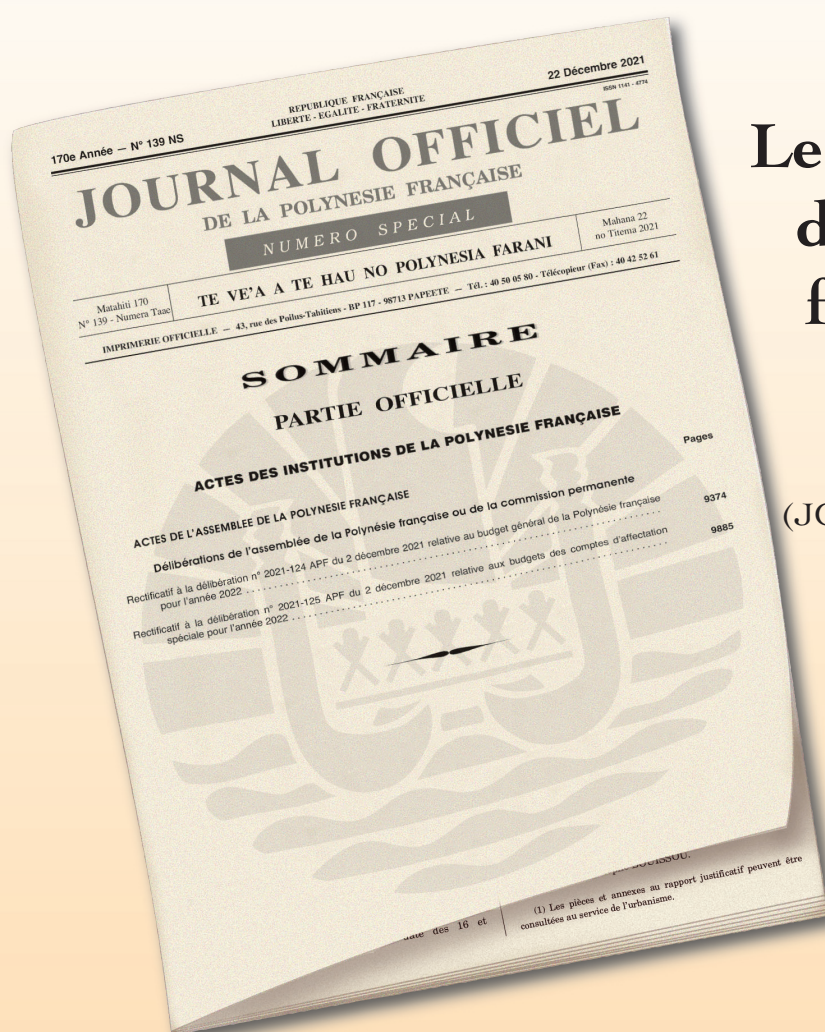 170e Année — N° 139 NS
REPUBLIQUE FRANÇAISE
LIBERTE - EGALITE - FRATERNITE
22 Décembre 2021
ISSN 1141 - 4774
JOURNAL OFFICIEL
DE LA POLYNESIE FRANÇAISE
NUMERO SPECIAL
Matahiti 170
N° 139 - Numera Taae
TE VE'A A TE HAU NO POLYNESIA FARANI
Mahana 22
no Titema 2021
IMPRIMERIE OFFICIELLE — 43, rue des Poilus-Tahitiens - BP 117 - 98713 PAPEETE — Tél. : 40 50 05 80 - Télécopieur (Fax) : 40 42 52 61
SOMMAIRE
PARTIE OFFICIELLE
ACTES DES INSTITUTIONS DE LA POLYNESIE FRANÇAISE
Pages
ACTES DE L'ASSEMBLEE DE LA POLYNESIE FRANÇAISE
Délibérations de l'assemblée de la Polynésie française ou de la commission permanente
Rectificatif à la délibération n° 2021-124 APF du 2 décembre 2021 relative au budget général de la Polynésie française
pour l'année 2022 9374
Rectificatif à la délibération n° 2021-125 APF du 2 décembre 2021 relative aux budgets des comptes d'affectation
spéciale pour l'année 2022 9885
BOUISSOU.
date des 16 et
(1) Les pièces et annexes au rapport justificatif peuvent être
consultées au service de l'urbanisme.
Le
d
f
(JO